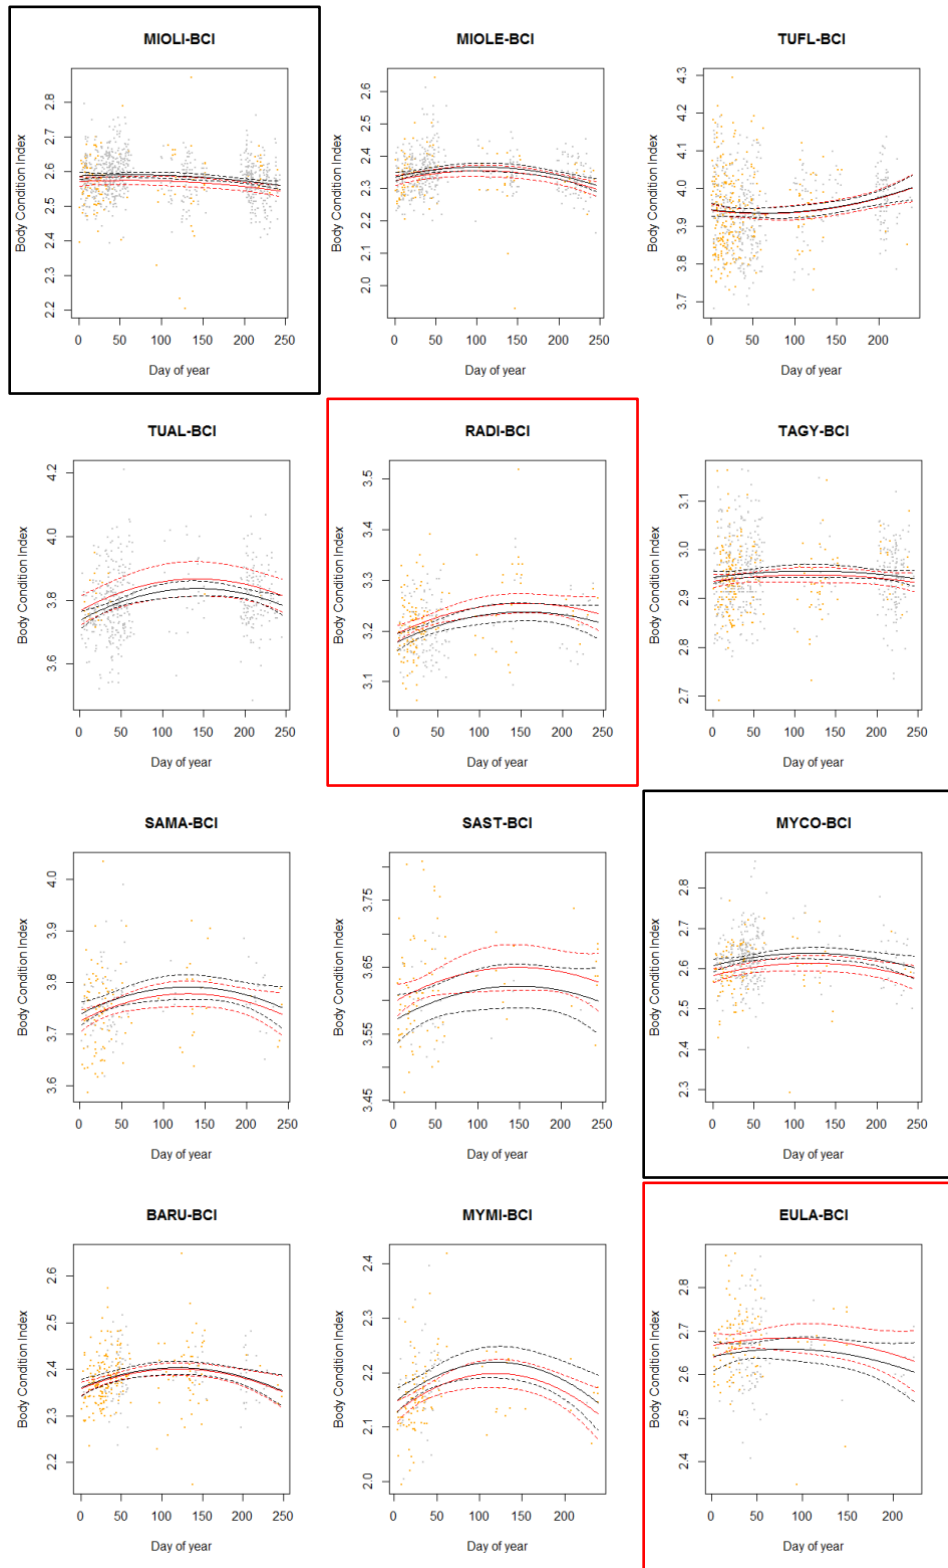 MIOLI-BCI
MIOLE-BCI
TUFL-BCI
Body Condition Index
2.2 2.3 2.4 2.5 2.6 2.7 2.8
0 50 100 150 200 250
Day of year
Body Condition Index
2.0 2.1 2.2 2.3 2.4 2.5 2.6
0 50 100 150 200 250
Day of year
Body Condition Index
3.7 3.8 3.9 4.0 4.1 4.2 4.3
0 50 100 150 200
Day of year
TUAL-BCI
RADI-BCI
TAGY-BCI
Body Condition Index
3.6 3.8 4.0 4.2
0 50 100 150 200 250
Day of year
Body Condition Index
3.1 3.2 3.3 3.4 3.5
0 50 100 150 200 250
Day of year
Body Condition Index
2.7 2.8 2.9 3.0 3.1
0 50 100 150 200 250
Day of year
SAMA-BCI
SAST-BCI
MYCO-BCI
Body Condition Index
3.6 3.7 3.8 3.9 4.0
0 50 100 150 200 250
Day of year
Body Condition Index
3.45 3.55 3.65 3.75
0 50 100 150 200 250
Day of year
Body Condition Index
2.3 2.4 2.5 2.6 2.7 2.8
0 50 100 150 200 250
Day of year
BARU-BCI
MYMI-BCI
EULA-BCI
Body Condition Index
2.2 2.3 2.4 2.5 2.6
0 50 100 150 200 250
Day of year
Body Condition Index
2.0 2.1 2.2 2.3 2.4
0 50 100 150 200
Day of year
Body Condition Index
2.4 2.5 2.6 2.7 2.8
0 50 100 150 200
Day of year